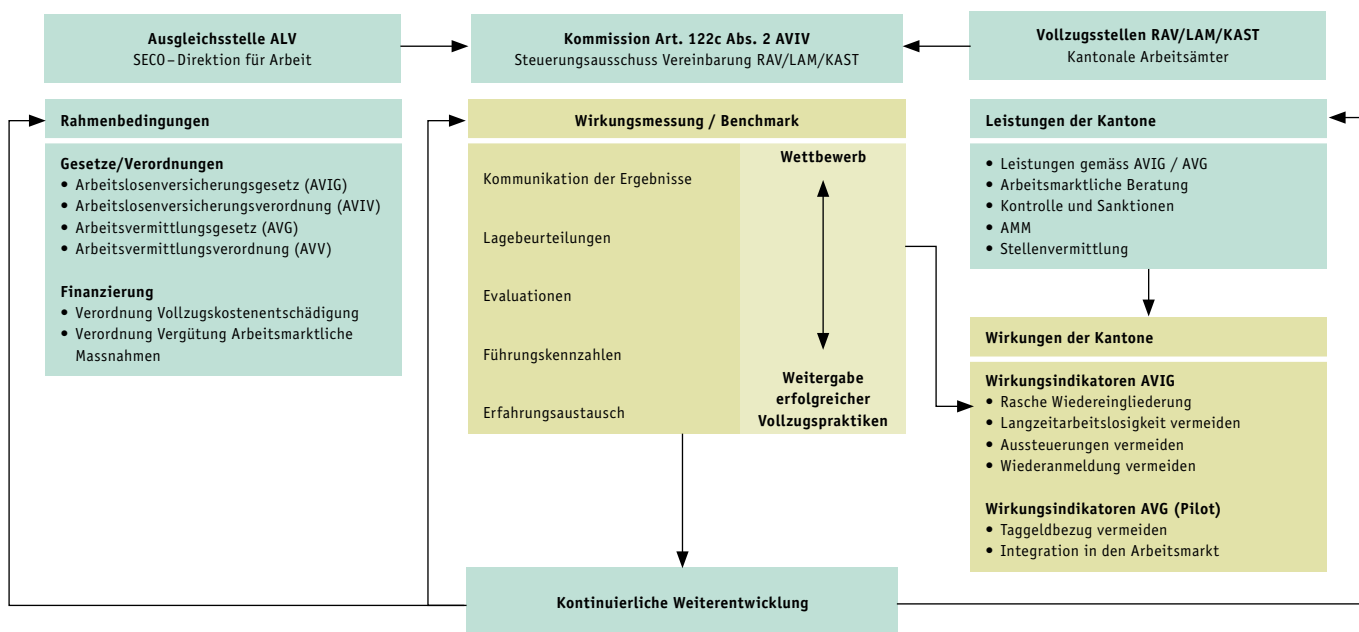 Ausgleichsstelle ALV
SECO – Direktion für Arbeit
Kommission Art. 122c Abs. 2 AVIV
Steuerungsausschuss Vereinbarung RAV/LAM/KAST
Vollzugsstellen RAV/LAM/KAST
Kantonale Arbeitsämter
Rahmenbedingungen
Gesetze/Verordnungen
• Arbeitslosenversicherungsgesetz (AVIG)
• Arbeitslosenversicherungsverordnung (AVIV)
• Arbeitsvermittlungsgesetz (AVG)
• Arbeitsvermittlungsverordnung (AVV)
Finanzierung
• Verordnung Vollzugskostenentschädigung
• Verordnung Vergütung Arbeitsmarktliche
Massnahmen
Wirkungsmessung / Benchmark
Kommunikation der Ergebnisse
Lagebeurteilungen
Evaluationen
Führungskennzahlen
Erfahrungsaustausch
Wettbewerb
Weitergabe
erfolgreicher
Vollzugspraktiken
Leistungen der Kantone
• Leistungen gemäss AVIG / AVG
• Arbeitsmarktliche Beratung
• Kontrolle und Sanktionen
• AMM
• Stellenvermittlung
Wirkungen der Kantone
Wirkungsindikatoren AVIG
• Rasche Wiedereingliederung
• Langzeitarbeitslosigkeit vermeiden
• Aussteuerungen vermeiden
• Wiederanmeldung vermeiden
Wirkungsindikatoren AVG (Pilot)
• Taggeldbezug vermeiden
• Integration in den Arbeitsmarkt
Kontinuierliche Weiterentwicklung